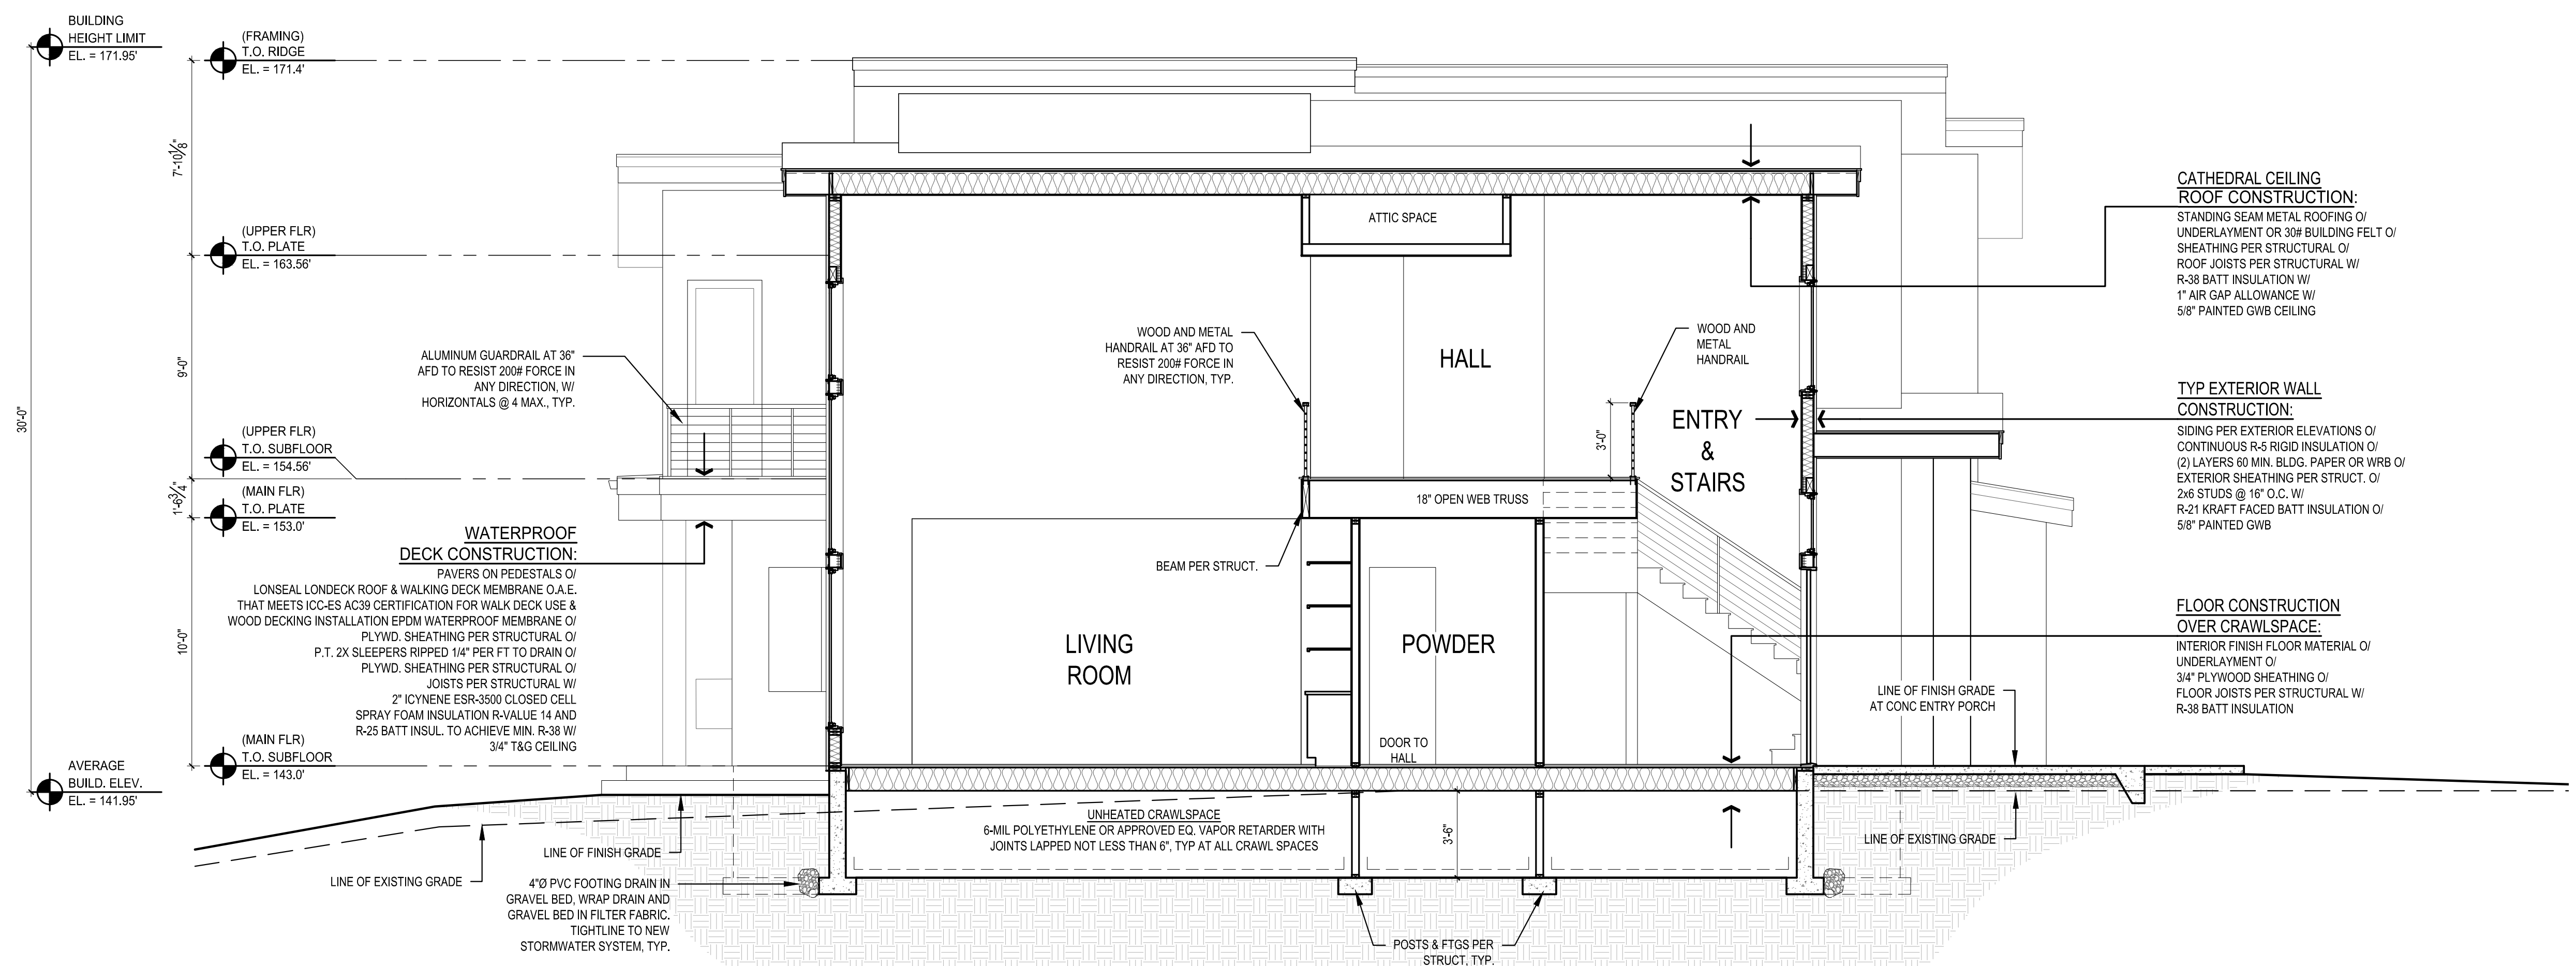 BUILDING
HEIGHT LIMIT
EL. = 171.95'
(FRAMING)
T.O. RIDGE
EL. = 171.4'
7'-10 1/8"
(UPPER FLR)
T.O. PLATE
EL. = 163.56'
9'-0"
30'-0"
(UPPER FLR)
T.O. SUBFLOOR
EL. = 154.56'
1'-6 3/4"
(MAIN FLR)
T.O. PLATE
EL. = 153.0'
10'-0"
(MAIN FLR)
T.O. SUBFLOOR
EL. = 143.0'
AVERAGE
BUILD. ELEV.
EL. = 141.95'
ALUMINUM GUARDRAIL AT 36"
AFD TO RESIST 200# FORCE IN
ANY DIRECTION, W/
HORIZONTALS @ 4 MAX., TYP.
WATERPROOF
DECK CONSTRUCTION:
PAVERS ON PEDESTALS O/
LONSEAL LONDECK ROOF & WALKING DECK MEMBRANE O.A.E.
THAT MEETS ICC-ES AC39 CERTIFICATION FOR WALK DECK USE &
WOOD DECKING INSTALLATION EPDM WATERPROOF MEMBRANE O/
PLYWD. SHEATHING PER STRUCTURAL O/
P.T. 2X SLEEPERS RIPPED 1/4" PER FT TO DRAIN O/
PLYWD. SHEATHING PER STRUCTURAL O/
JOISTS PER STRUCTURAL W/
2" ICYNENE ESR-3500 CLOSED CELL
SPRAY FOAM INSULATION R-VALUE 14 AND
R-25 BATT INSUL. TO ACHIEVE MIN. R-38 W/
3/4" T&G CEILING
LINE OF EXISTING GRADE
LINE OF FINISH GRADE
4"Ø PVC FOOTING DRAIN IN
GRAVEL BED, WRAP DRAIN AND
GRAVEL BED IN FILTER FABRIC.
TIGHTLINE TO NEW
STORMWATER SYSTEM, TYP.
ATTIC SPACE
WOOD AND METAL
HANDRAIL AT 36" AFD TO
RESIST 200# FORCE IN
ANY DIRECTION, TYP.
HALL
WOOD AND
METAL
HANDRAIL
3'-0"
ENTRY
&
STAIRS
18" OPEN WEB TRUSS
BEAM PER STRUCT.
LIVING
ROOM
POWDER
DOOR TO
HALL
UNHEATED CRAWLSPACE
6-MIL POLYETHYLENE OR APPROVED EQ. VAPOR RETARDER WITH
JOINTS LAPPED NOT LESS THAN 6", TYP AT ALL CRAWL SPACES
3'-6"
POSTS & FTGS PER
STRUCT, TYP.
CATHEDRAL CEILING
ROOF CONSTRUCTION:
STANDING SEAM METAL ROOFING O/
UNDERLAYMENT OR 30# BUILDING FELT O/
SHEATHING PER STRUCTURAL O/
ROOF JOISTS PER STRUCTURAL W/
R-38 BATT INSULATION W/
1" AIR GAP ALLOWANCE W/
5/8" PAINTED GWB CEILING
TYP EXTERIOR WALL
CONSTRUCTION:
SIDING PER EXTERIOR ELEVATIONS O/
CONTINUOUS R-5 RIGID INSULATION O/
(2) LAYERS 60 MIN. BLDG. PAPER OR WRB O/
EXTERIOR SHEATHING PER STRUCT. O/
2x6 STUDS @ 16" O.C. W/
R-21 KRAFT FACED BATT INSULATION O/
5/8" PAINTED GWB
FLOOR CONSTRUCTION
OVER CRAWLSPACE:
INTERIOR FINISH FLOOR MATERIAL O/
UNDERLAYMENT O/
3/4" PLYWOOD SHEATHING O/
FLOOR JOISTS PER STRUCTURAL W/
R-38 BATT INSULATION
LINE OF FINISH GRADE
AT CONC ENTRY PORCH
LINE OF EXISTING GRADE